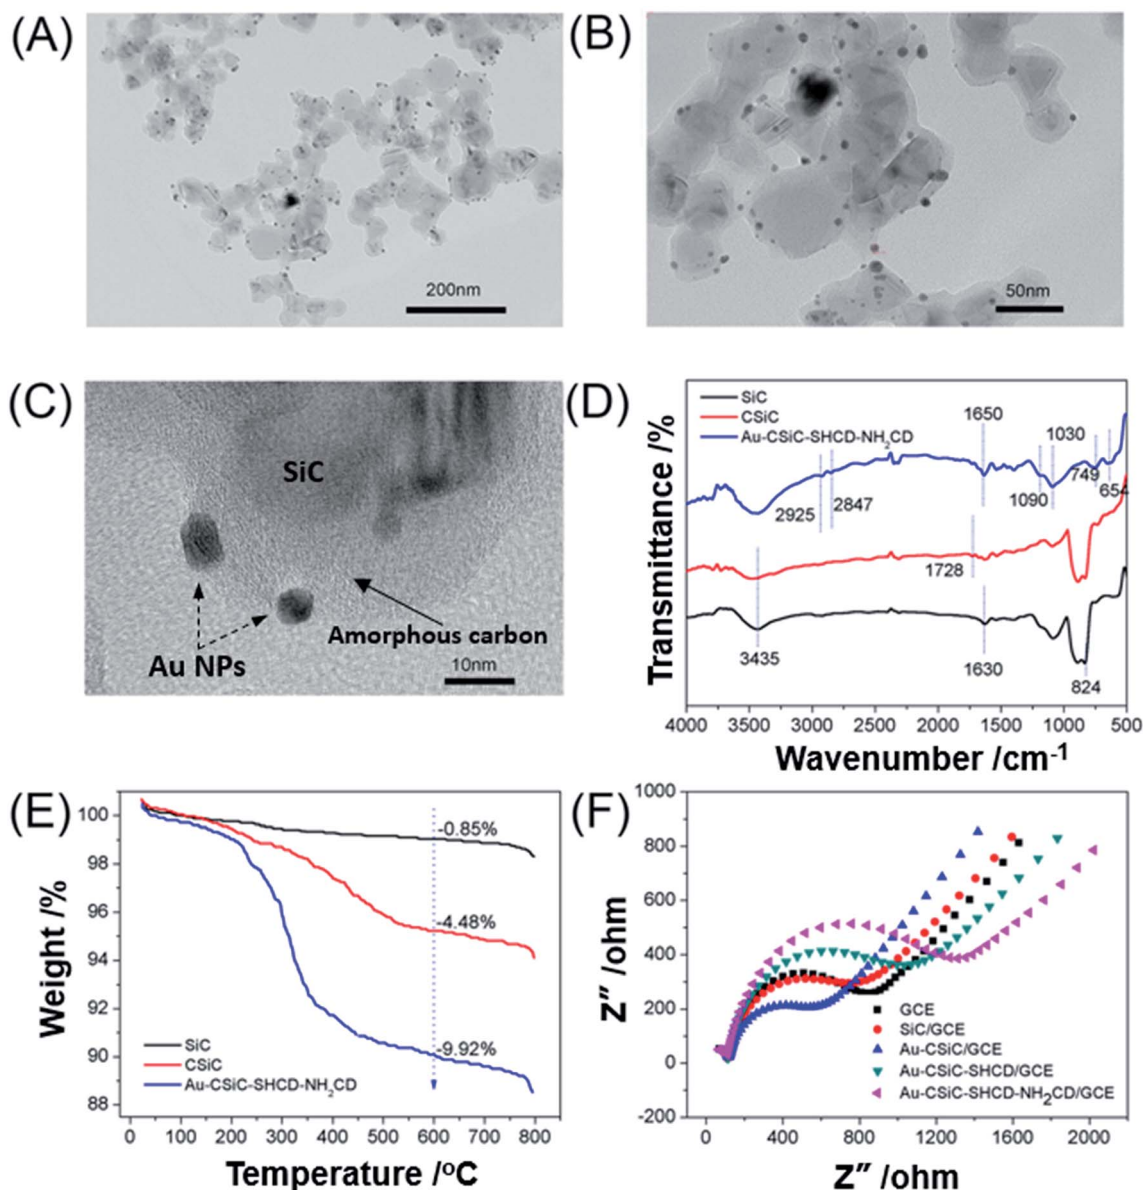 (A)
200nm
(B)
50nm
(C)
SiC
Au NPs
Amorphous carbon
10nm
(D)
SiC
CSiC
Au-CSiC-SHCD-NH2CD
1650
1030
2925
2847
1090
749
654
1728
3435
1630
824
Transmittance /%
4000 3500 3000 2500 2000 1500 1000 500
Wavenumber /cm-1
(E)
100
98
96
94
92
90
88
-0.85%
-4.48%
-9.92%
SiC
CSiC
Au-CSiC-SHCD-NH2CD
Weight /%
0 100 200 300 400 500 600 700 800
Temperature /oC
(F)
1000
800
600
400
200
0
-200
GCE
SiC/GCE
Au-CSiC/GCE
Au-CSiC-SHCD/GCE
Au-CSiC-SHCD-NH2CD/GCE
Z″ /ohm
0 400 800 1200 1600 2000
Z″ /ohm